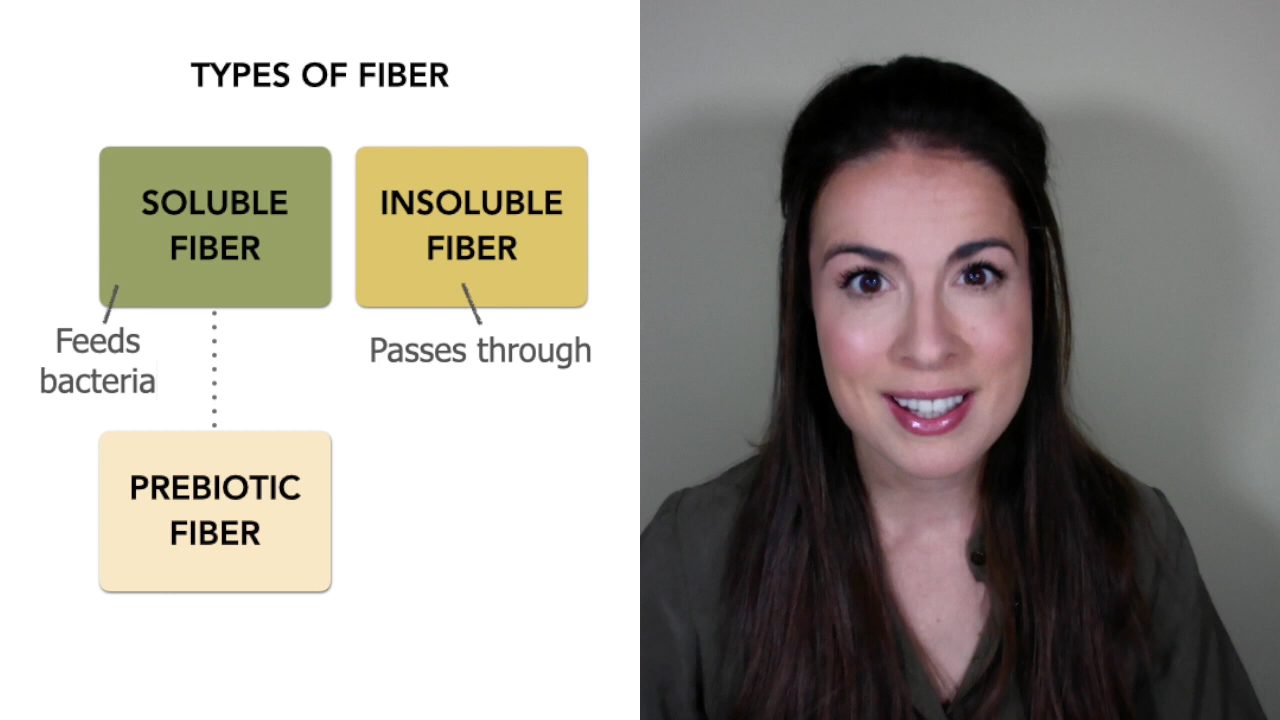 TYPES OF FIBER
SOLUBLE
FIBER
INSOLUBLE
FIBER
Feeds
bacteria
Passes through
PREBIOTIC
FIBER